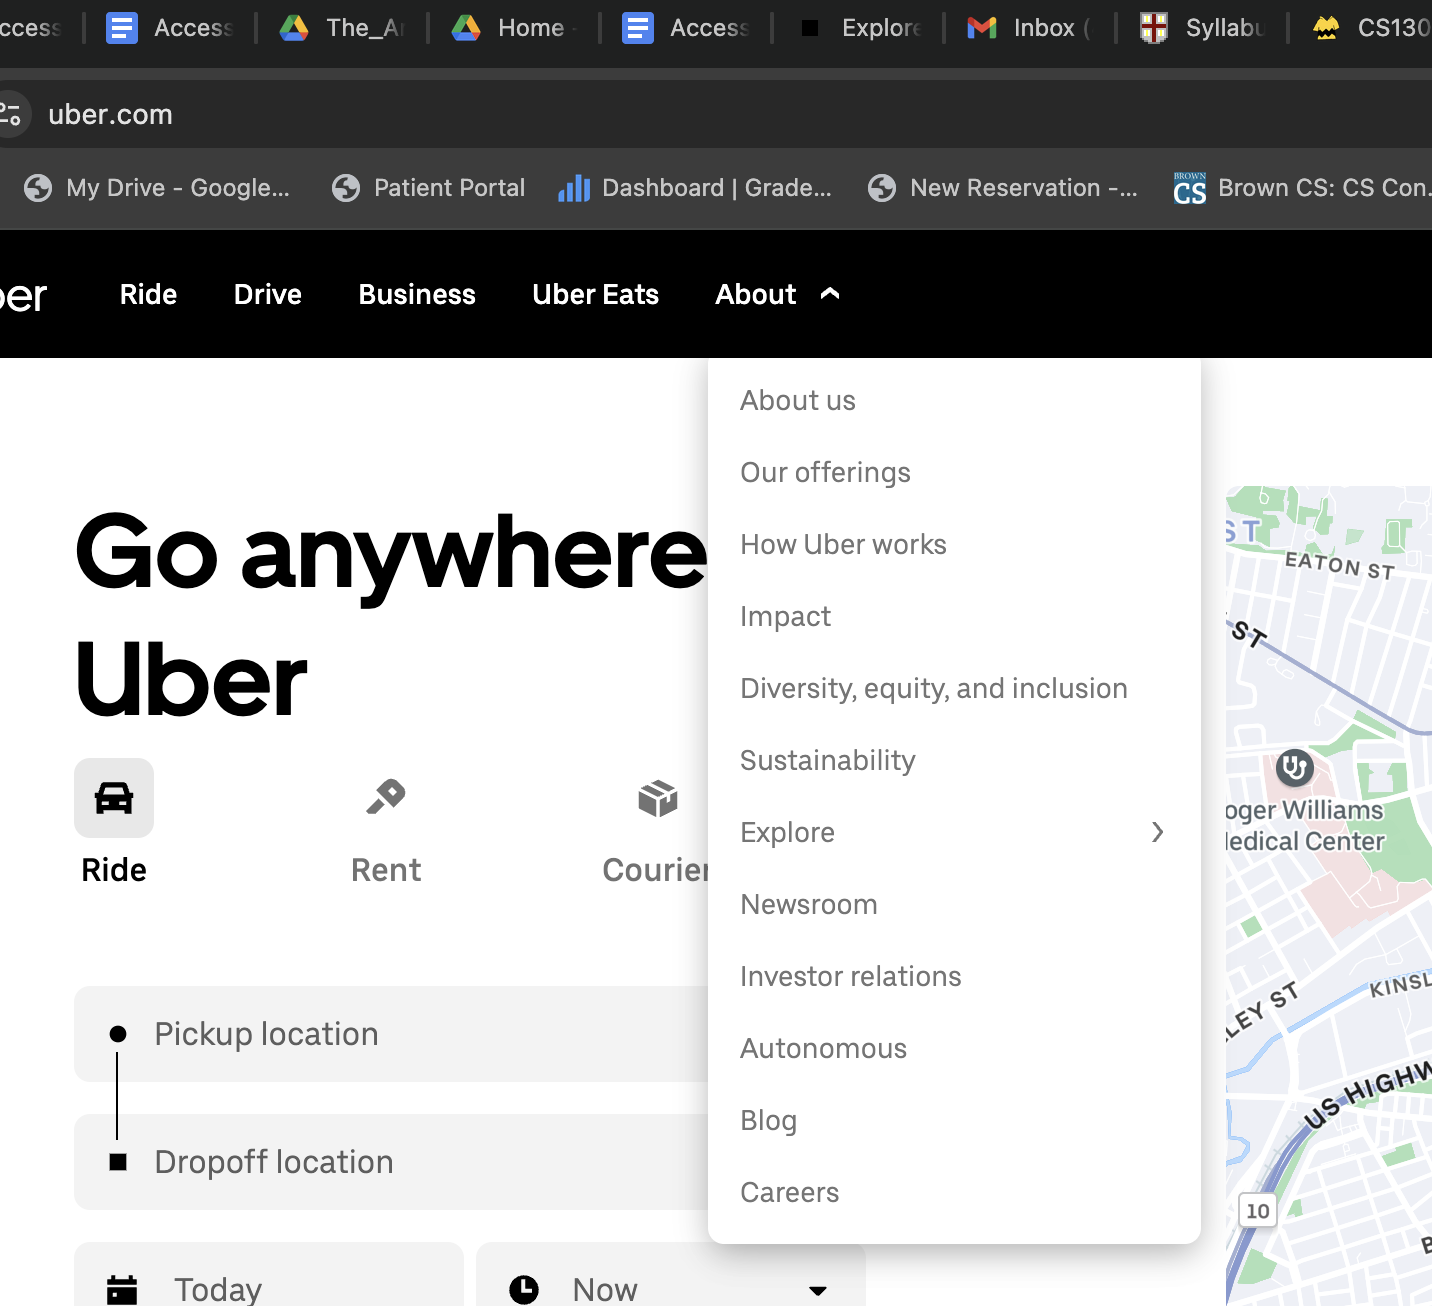 Access
The_A
Home
Access
Explore
Inbox (
Syllabu
CS130
uber.com
My Drive - Google...
Patient Portal
Dashboard | Grade...
New Reservation -...
Brown CS: CS Con.
BROWN
CS
Ride
Drive
Business
Uber Eats
About
About us
Our offerings
How Uber works
Impact
Diversity, equity, and inclusion
Sustainability
Explore
Newsroom
Investor relations
Autonomous
Blog
Careers
Go anywhere
Uber
Ride
Rent
Courier
Pickup location
Dropoff location
Today
Now
ST
EATON ST
ST
oger Williams
Medical Center
KINSL
LEY ST
US HIGHW
10